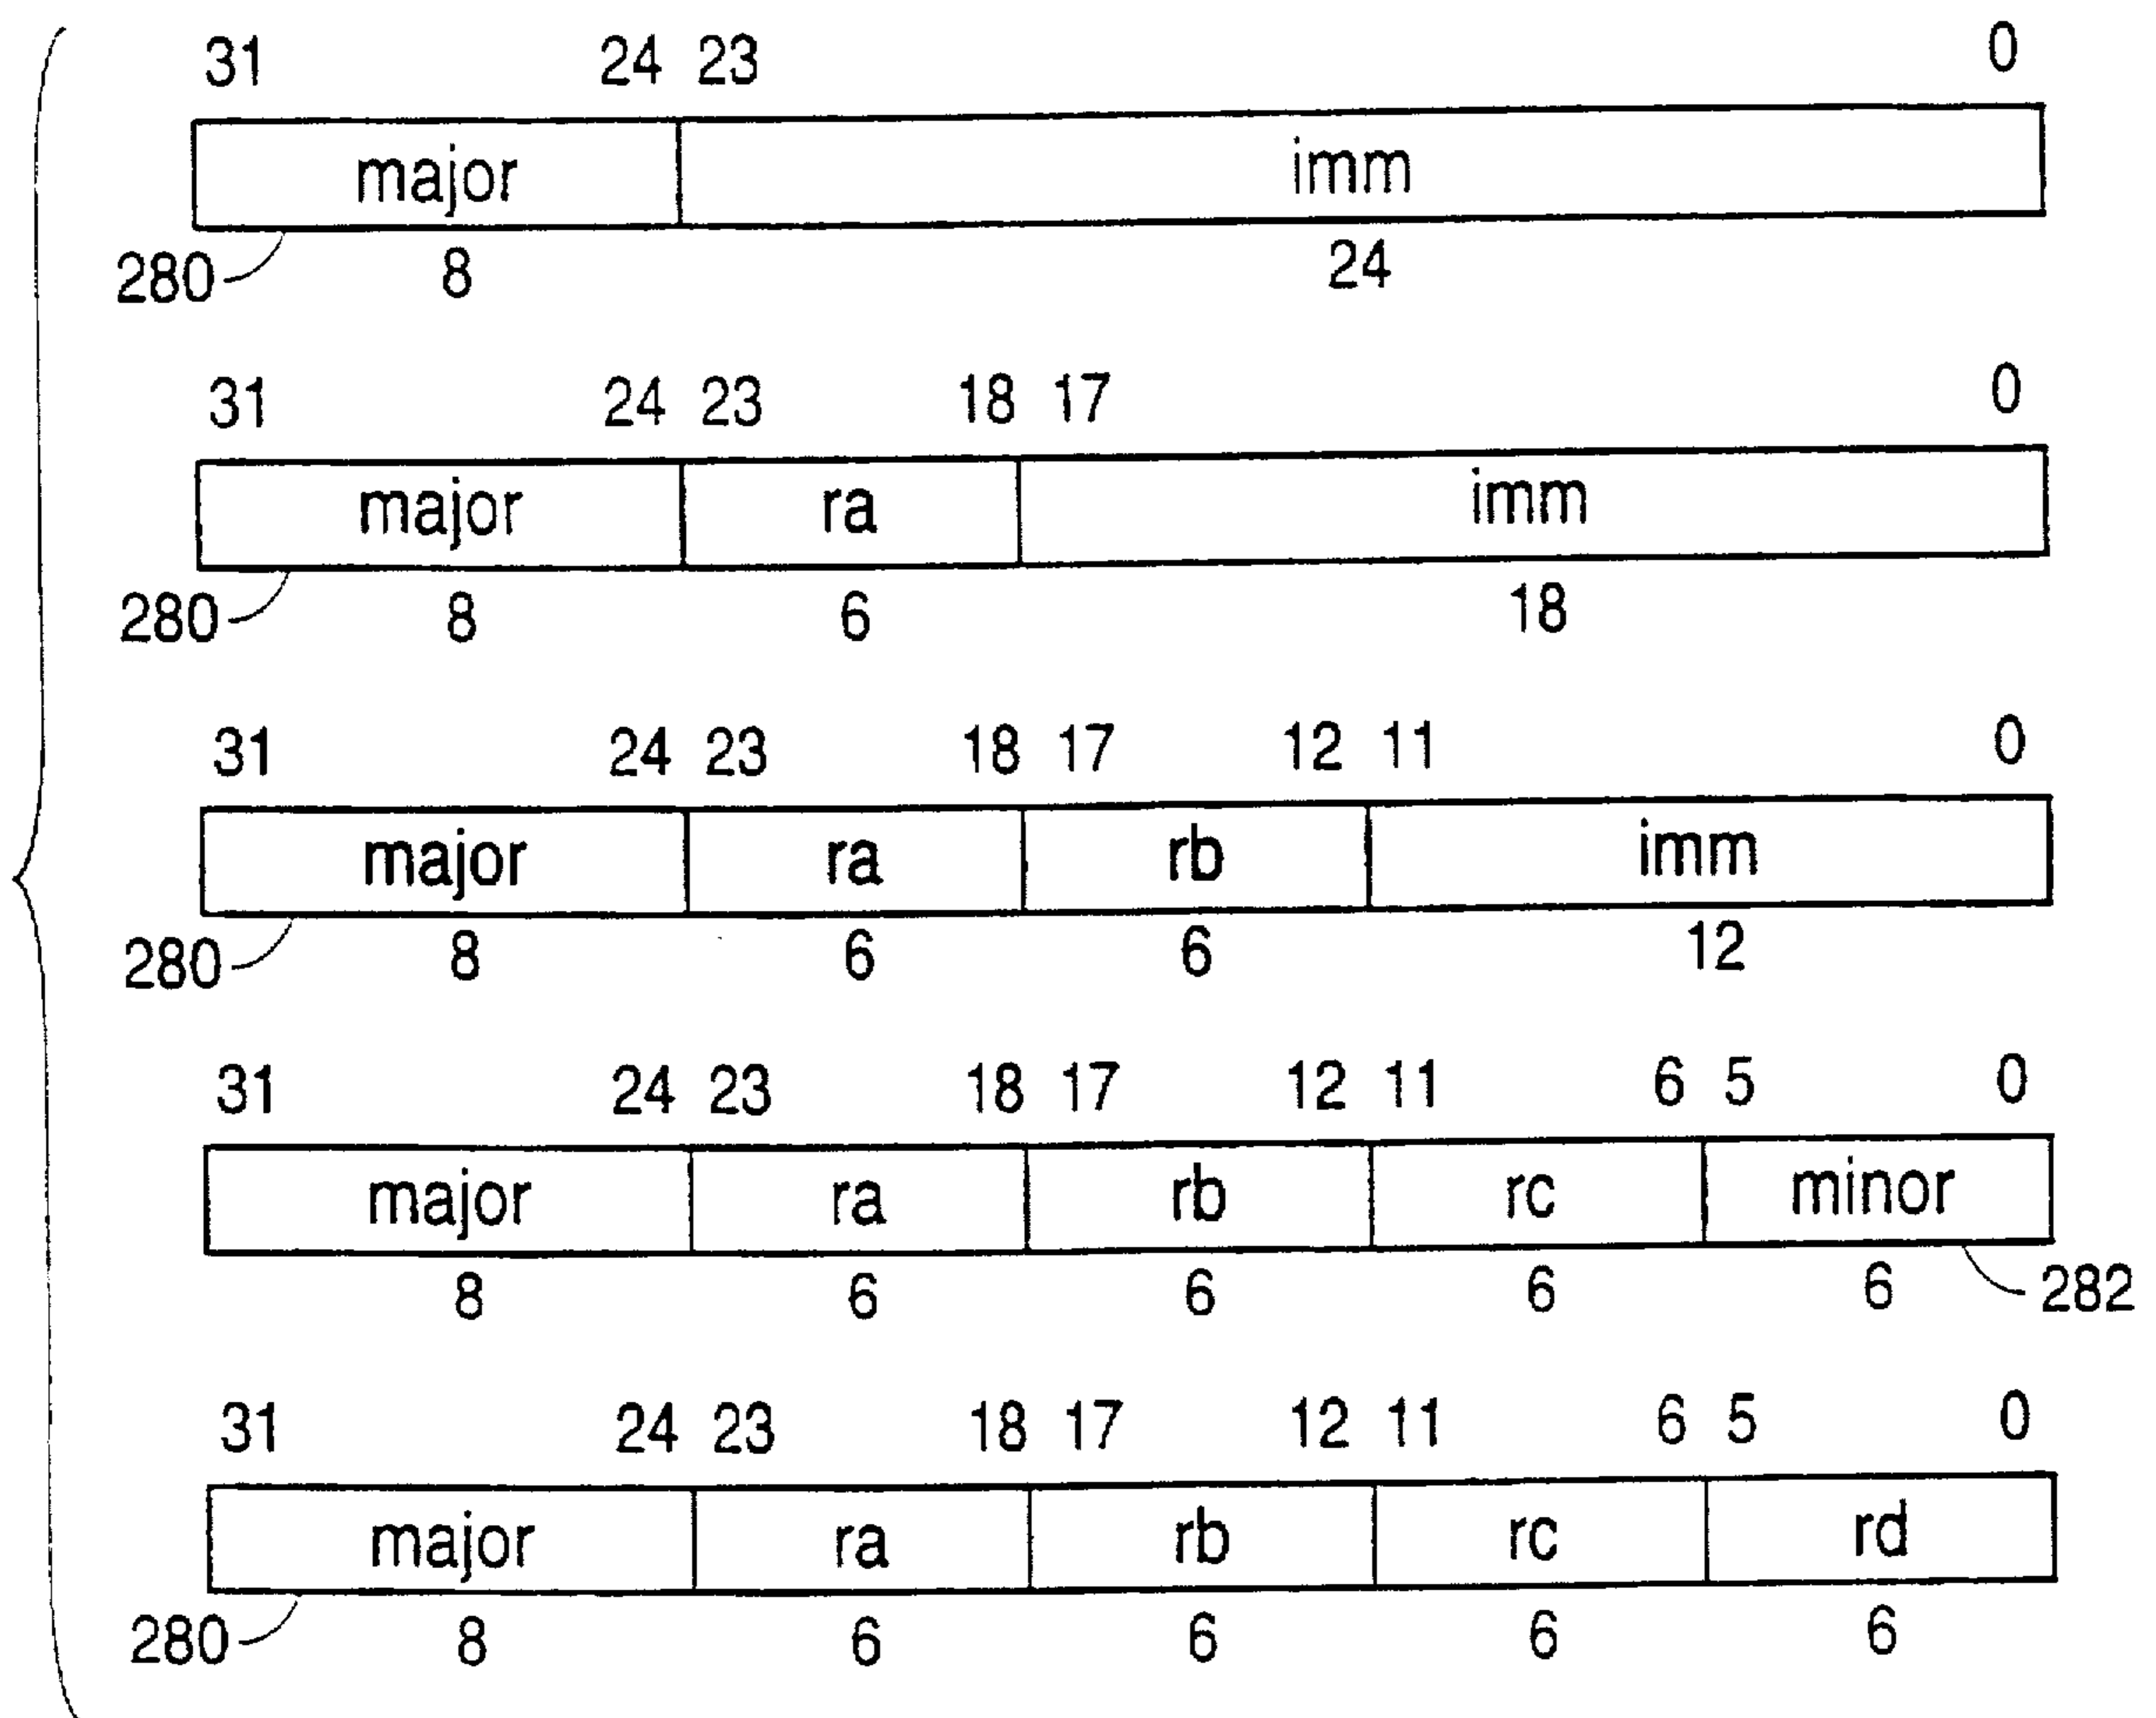 31 24 23 0
major imm
280 8 24
31 24 23 18 17 0
major ra imm
280 8 6 18
31 24 23 18 17 12 11 0
major ra rb imm
280 8 6 6 12
31 24 23 18 17 12 11 6 5 0
major ra rb rc minor
8 6 6 6 6 282
31 24 23 18 17 12 11 6 5 0
major ra rb rc rd
280 8 6 6 6 6